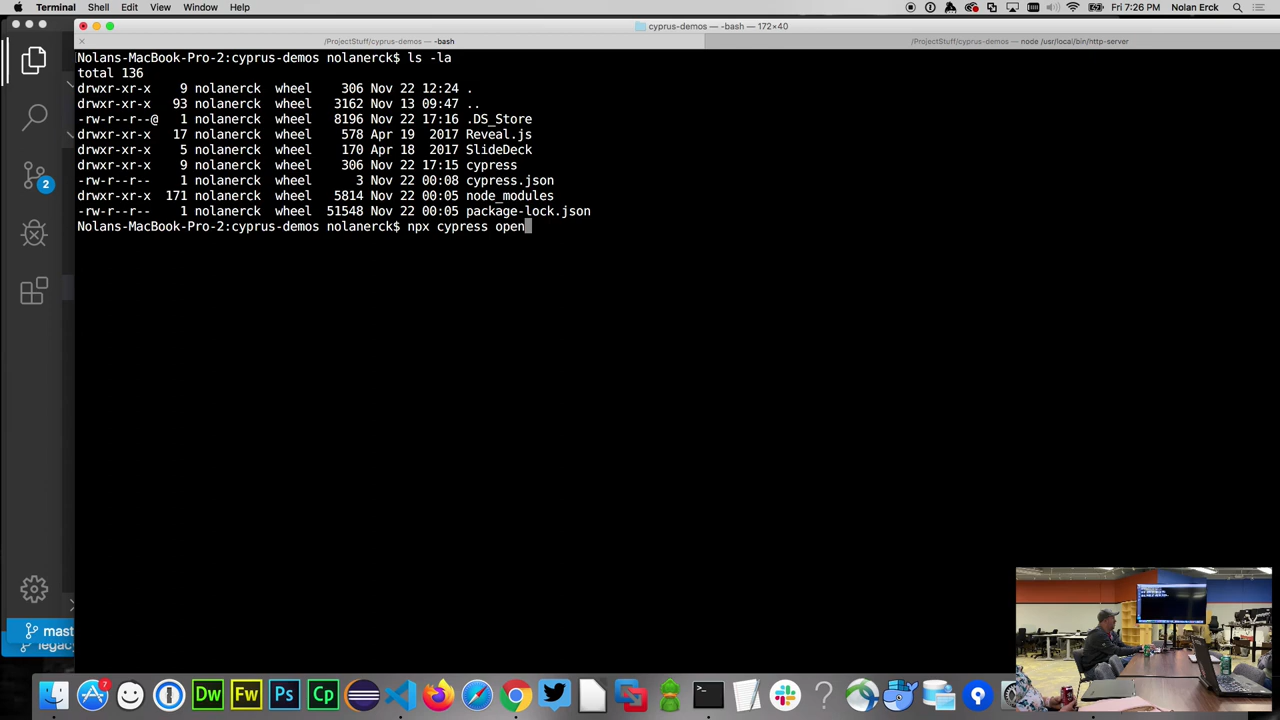 Terminal Shell Edit View Window Help
Fri 7:26 PM Nolan Erck
cyprus-demos — -bash — 172×40
/ProjectStuff/cyprus-demos — -bash
/ProjectStuff/cyprus-demos — node /usr/local/bin/http-server
Nolans-MacBook-Pro-2:cyprus-demos nolanerck$ ls -la
total 136
drwxr-xr-x 9 nolanerck wheel 306 Nov 22 12:24 .
drwxr-xr-x 93 nolanerck wheel 3162 Nov 13 09:47 ..
-rw-r--r--@ 1 nolanerck wheel 8196 Nov 22 17:16 .DS_Store
drwxr-xr-x 17 nolanerck wheel 578 Apr 19 2017 Reveal.js
drwxr-xr-x 5 nolanerck wheel 170 Apr 18 2017 SlideDeck
drwxr-xr-x 9 nolanerck wheel 306 Nov 22 17:15 cypress
-rw-r--r-- 1 nolanerck wheel 3 Nov 22 00:08 cypress.json
drwxr-xr-x 171 nolanerck wheel 5814 Nov 22 00:05 node_modules
-rw-r--r-- 1 nolanerck wheel 51548 Nov 22 00:05 package-lock.json
Nolans-MacBook-Pro-2:cyprus-demos nolanerck$ npx cypress open
2
mast
legacy
7
Dw Fw Ps Cp